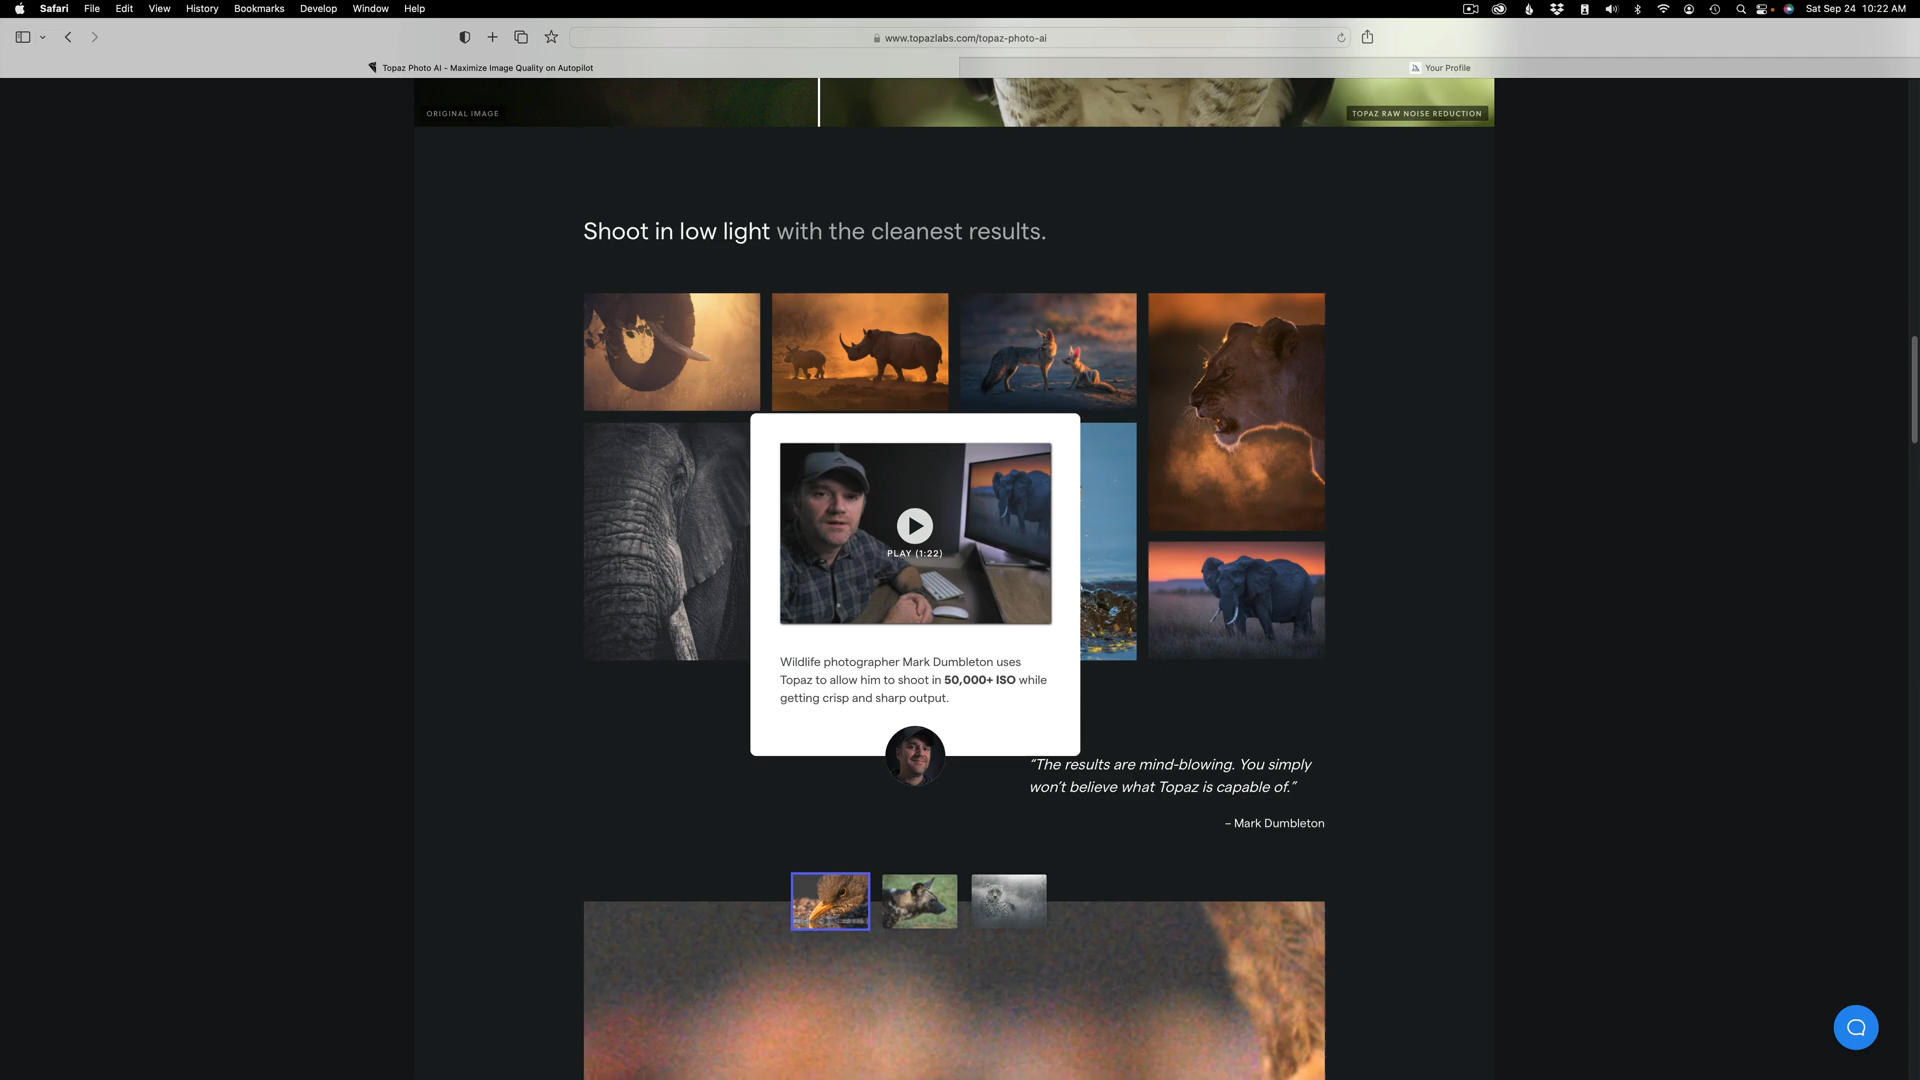 Safari File Edit View History Bookmarks Develop Window Help Sat Sep 24 10:22 AM
www.topazlabs.com/topaz-photo-ai
Topaz Photo AI - Maximize Image Quality on Autopilot
Your Profile
ORIGINAL IMAGE
TOPAZ RAW NOISE REDUCTION
Shoot in low light with the cleanest results.
PLAY (1:22)
Wildlife photographer Mark Dumbleton uses
Topaz to allow him to shoot in 50,000+ ISO while
getting crisp and sharp output.
“The results are mind-blowing. You simply
won’t believe what Topaz is capable of.”
– Mark Dumbleton